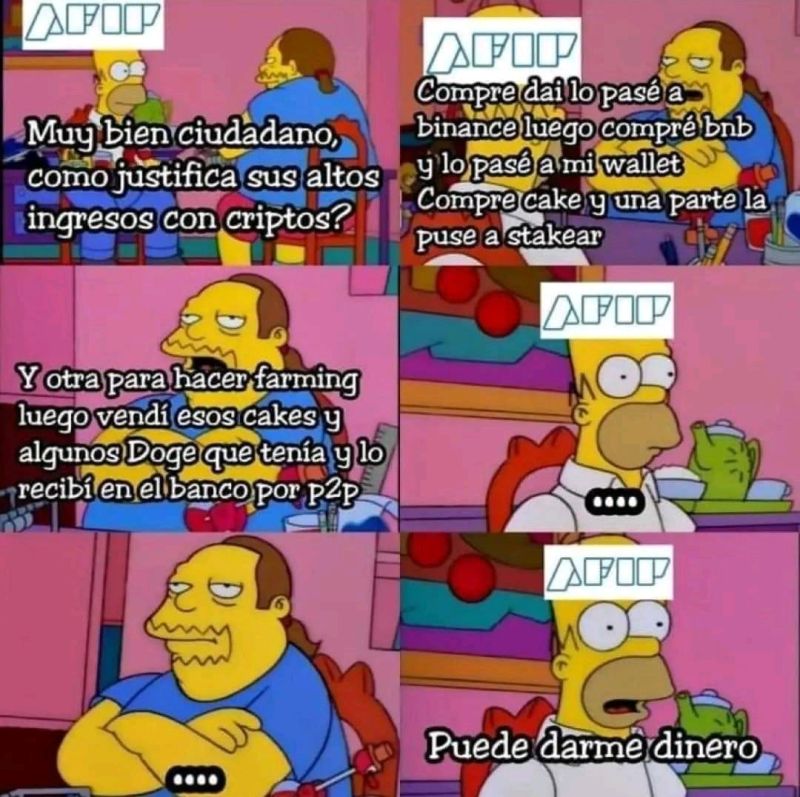 AFIP
Muy bien ciudadano,
como justifica sus altos
ingresos con criptos?
AFIP
Compre dai lo pasé a
binance luego compré bnb
y lo pasé a mi wallet
Compre cake y una parte la
puse a stakear
Y otra para hacer farming
luego vendí esos cakes y
algunos Doge que tenía y lo
recibí en el banco por p2p
AFIP
....
....
AFIP
Puede darme dinero